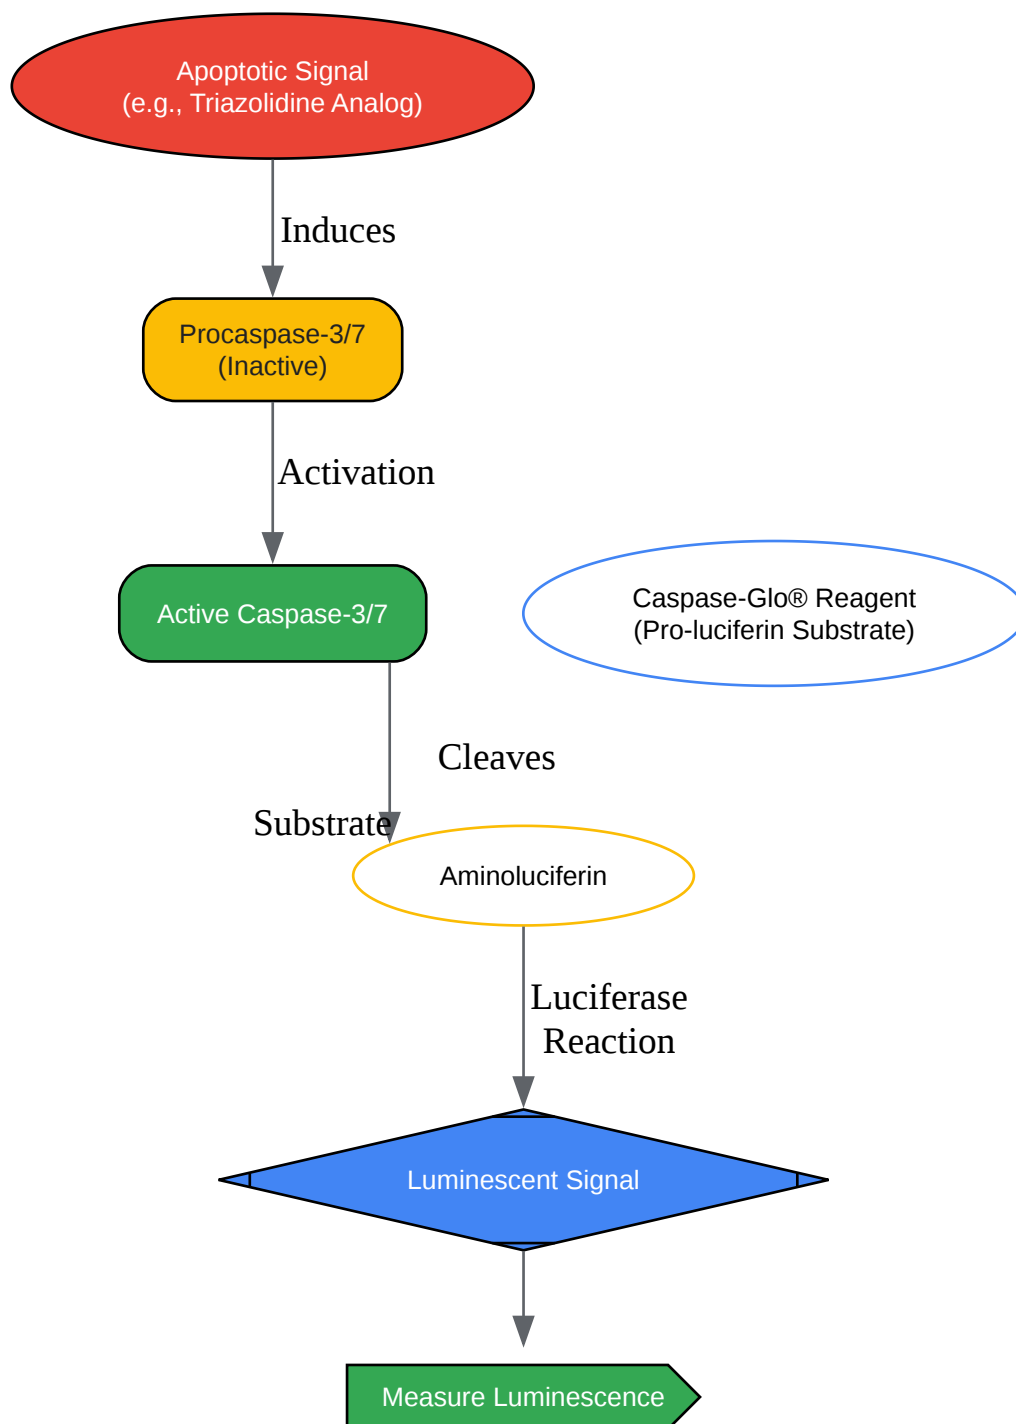 Apoptotic Signal
(e.g., Triazolidine Analog)
Induces
Procaspase-3/7
(Inactive)
Activation
Active Caspase-3/7
Caspase-Glo® Reagent
(Pro-luciferin Substrate)
Cleaves
Substrate
Aminoluciferin
Luciferase
Reaction
Luminescent Signal
Measure Luminescence